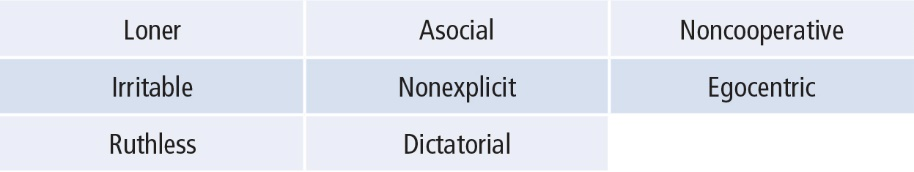 Loner Asocial Noncooperative
Irritable Nonexplicit Egocentric
Ruthless Dictatorial